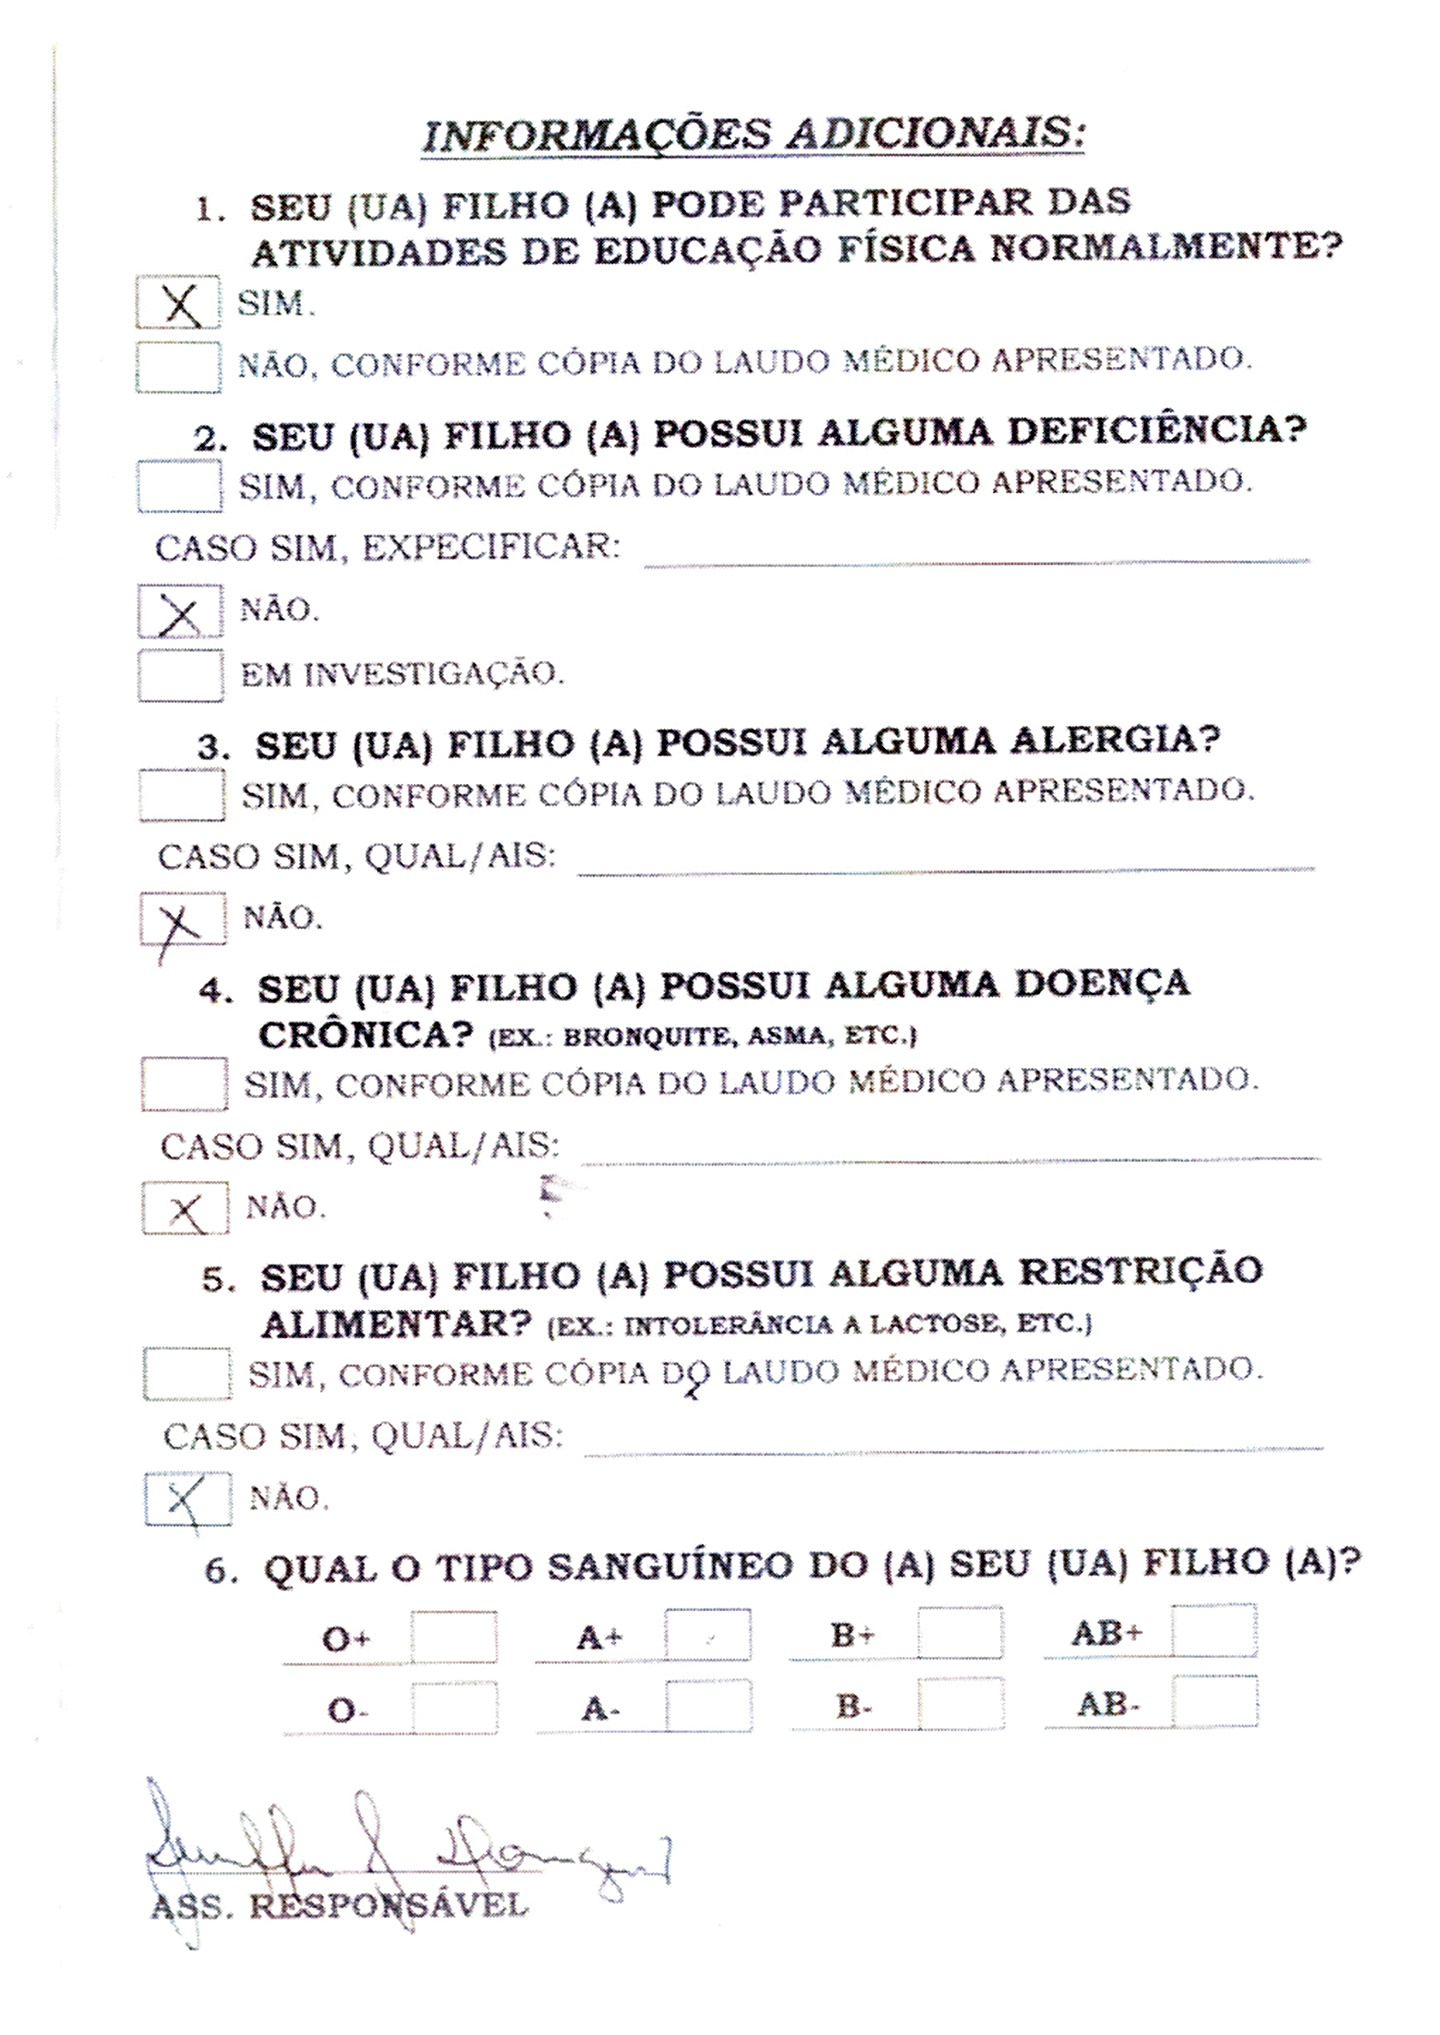 INFORMAÇÕES ADICIONAIS:
1. SEU (UA) FILHO (A) PODE PARTICIPAR DAS
ATIVIDADES DE EDUCAÇÃO FÍSICA NORMALMENTE?
X SIM.
NÃO, CONFORME CÓPIA DO LAUDO MÉDICO APRESENTADO.
2. SEU (UA) FILHO (A) POSSUI ALGUMA DEFICIÊNCIA?
SIM, CONFORME CÓPIA DO LAUDO MÉDICO APRESENTADO.
CASO SIM, EXPECIFICAR:
X NÃO.
EM INVESTIGAÇÃO.
3. SEU (UA) FILHO (A) POSSUI ALGUMA ALERGIA?
SIM, CONFORME CÓPIA DO LAUDO MÉDICO APRESENTADO.
CASO SIM, QUAL/AIS:
X NÃO.
4. SEU (UA) FILHO (A) POSSUI ALGUMA DOENÇA
CRÔNICA? (EX.: BRONQUITE, ASMA, ETC.)
SIM, CONFORME CÓPIA DO LAUDO MÉDICO APRESENTADO.
CASO SIM, QUAL/AIS:
X NÃO.
5. SEU (UA) FILHO (A) POSSUI ALGUMA RESTRIÇÃO
ALIMENTAR? (EX.: INTOLERÂNCIA A LACTOSE, ETC.)
SIM, CONFORME CÓPIA DO LAUDO MÉDICO APRESENTADO.
CASO SIM, QUAL/AIS:
X NÃO.
6. QUAL O TIPO SANGUÍNEO DO (A) SEU (UA) FILHO (A)?
O+ A+ B+ AB+
O- A- B- AB-
ASS. RESPONSÁVEL